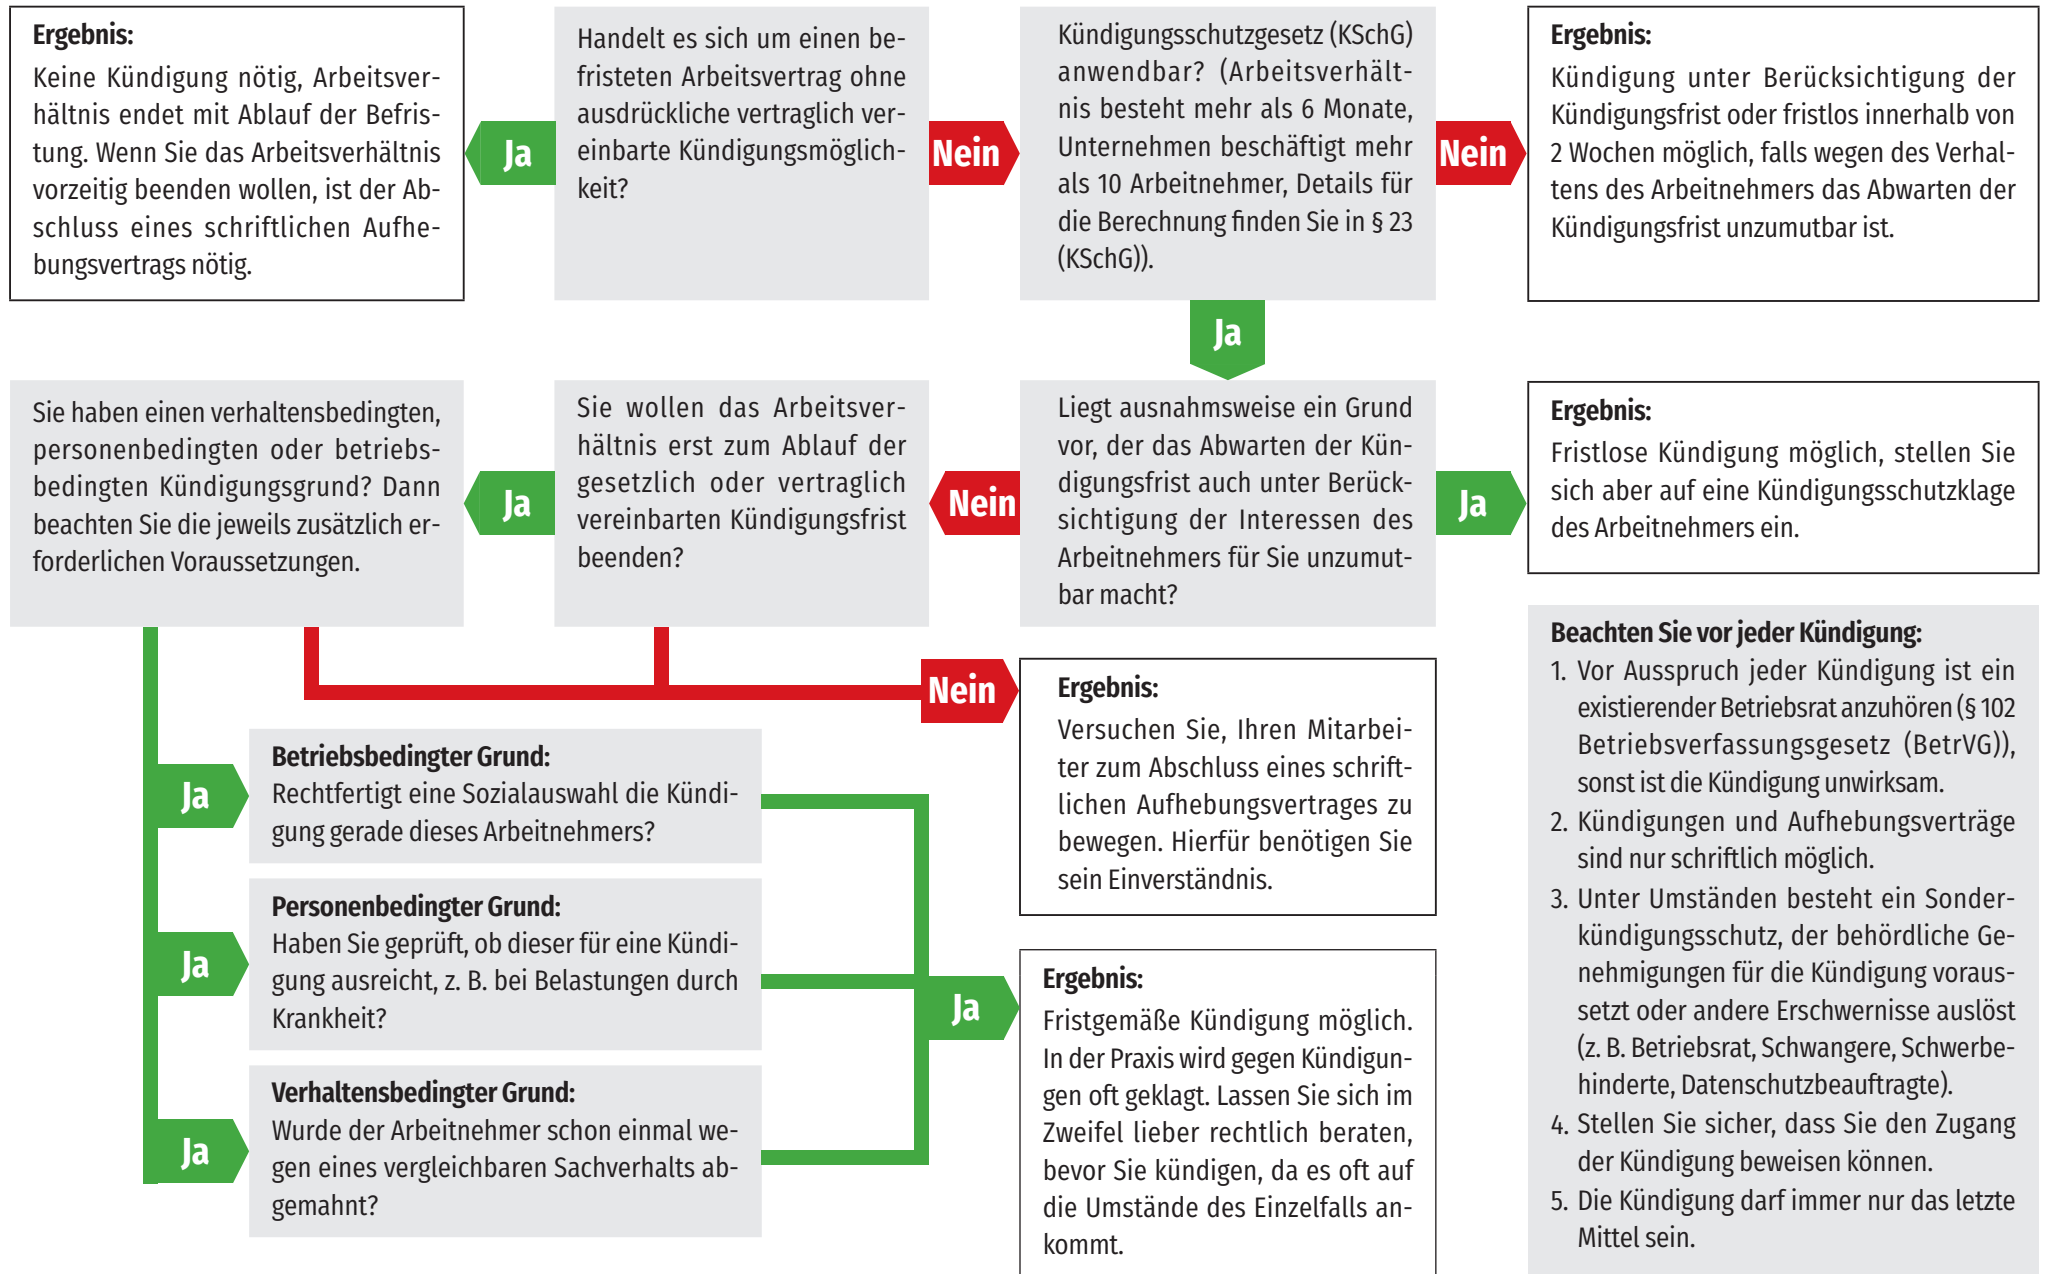 Ergebnis:
Keine Kündigung nötig, Arbeitsver-
hältnis endet mit Ablauf der Befris-
tung. Wenn Sie das Arbeitsverhältnis
vorzeitig beenden wollen, ist der Ab-
schluss eines schriftlichen Aufhe-
bungsvertrags nötig.
Ja
Handelt es sich um einen be-
fristeten Arbeitsvertrag ohne
ausdrückliche vertraglich ver-
einbarte Kündigungsmöglich-
keit?
Nein
Kündigungsschutzgesetz (KSchG)
anwendbar? (Arbeitsverhält-
nis besteht mehr als 6 Monate,
Unternehmen beschäftigt mehr
als 10 Arbeitnehmer, Details für
die Berechnung finden Sie in § 23
(KSchG)).
Nein
Ergebnis:
Kündigung unter Berücksichtigung der
Kündigungsfrist oder fristlos innerhalb von
2 Wochen möglich, falls wegen des Verhal-
tens des Arbeitnehmers das Abwarten der
Kündigungsfrist unzumutbar ist.
Ja
Sie haben einen verhaltensbedingten,
personenbedingten oder betriebs-
bedingten Kündigungsgrund? Dann
beachten Sie die jeweils zusätzlich er-
forderlichen Voraussetzungen.
Ja
Sie wollen das Arbeitsver-
hältnis erst zum Ablauf der
gesetzlich oder vertraglich
vereinbarten Kündigungsfrist
beenden?
Nein
Liegt ausnahmsweise ein Grund
vor, der das Abwarten der Kün-
digungsfrist auch unter Berück-
sichtigung der Interessen des
Arbeitnehmers für Sie unzumut-
bar macht?
Ja
Ergebnis:
Fristlose Kündigung möglich, stellen Sie
sich aber auf eine Kündigungsschutzklage
des Arbeitnehmers ein.
Nein
Ergebnis:
Versuchen Sie, Ihren Mitarbei-
ter zum Abschluss eines schrift-
lichen Aufhebungsvertrages zu
bewegen. Hierfür benötigen Sie
sein Einverständnis.
Ja
Betriebsbedingter Grund:
Rechtfertigt eine Sozialauswahl die Kündi-
gung gerade dieses Arbeitnehmers?
Ja
Personenbedingter Grund:
Haben Sie geprüft, ob dieser für eine Kündi-
gung ausreicht, z. B. bei Belastungen durch
Krankheit?
Ja
Verhaltensbedingter Grund:
Wurde der Arbeitnehmer schon einmal we-
gen eines vergleichbaren Sachverhalts ab-
gemahnt?
Ja
Ergebnis:
Fristgemäße Kündigung möglich.
In der Praxis wird gegen Kündigun-
gen oft geklagt. Lassen Sie sich im
Zweifel lieber rechtlich beraten,
bevor Sie kündigen, da es oft auf
die Umstände des Einzelfalls an-
kommt.
Beachten Sie vor jeder Kündigung:
1. Vor Ausspruch jeder Kündigung ist ein
existierender Betriebsrat anzuhören (§ 102
Betriebsverfassungsgesetz (BetrVG)),
sonst ist die Kündigung unwirksam.
2. Kündigungen und Aufhebungsverträge
sind nur schriftlich möglich.
3. Unter Umständen besteht ein Sonder-
kündigungsschutz, der behördliche Ge-
nehmigungen für die Kündigung voraus-
setzt oder andere Erschwernisse auslöst
(z. B. Betriebsrat, Schwangere, Schwerbe-
hinderte, Datenschutzbeauftragte).
4. Stellen Sie sicher, dass Sie den Zugang
der Kündigung beweisen können.
5. Die Kündigung darf immer nur das letzte
Mittel sein.